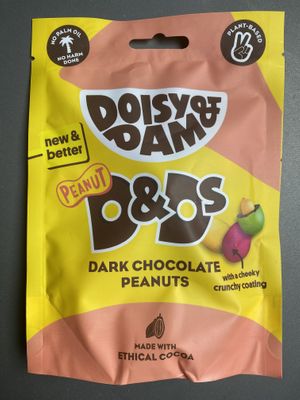 NO PALM OIL
NO HARM
DONE
PLANT-BASED
DOISY &
DAM
new &
better
PEANUT
D&Ds
DARK CHOCOLATE
PEANUTS
with a cheeky
crunchy coating
MADE WITH
ETHICAL COCOA